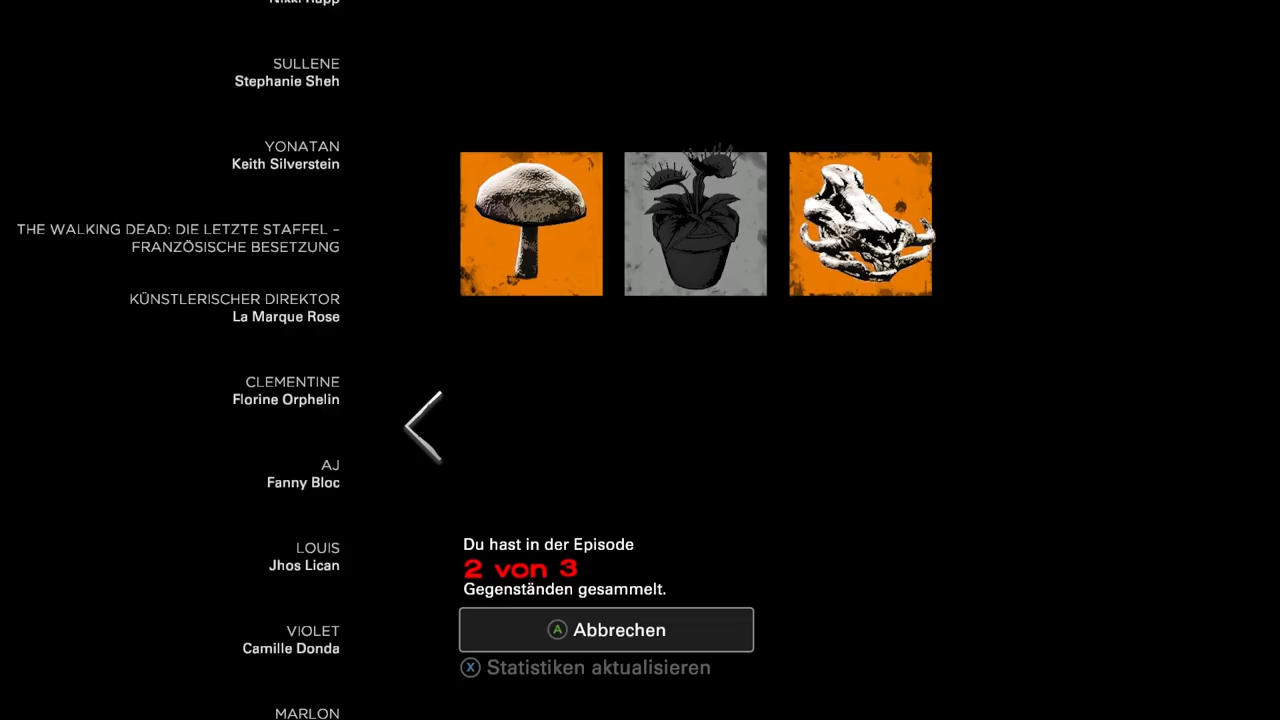 Nikki Rapp
SULLENE
Stephanie Sheh
YONATAN
Keith Silverstein
THE WALKING DEAD: DIE LETZTE STAFFEL –
FRANZÖSISCHE BESETZUNG
KÜNSTLERISCHER DIREKTOR
La Marque Rose
CLEMENTINE
Florine Orphelin
AJ
Fanny Bloc
LOUIS
Jhos Lican
VIOLET
Camille Donda
MARLON
Du hast in der Episode
2 von 3
Gegenständen gesammelt.
A Abbrechen
X Statistiken aktualisieren